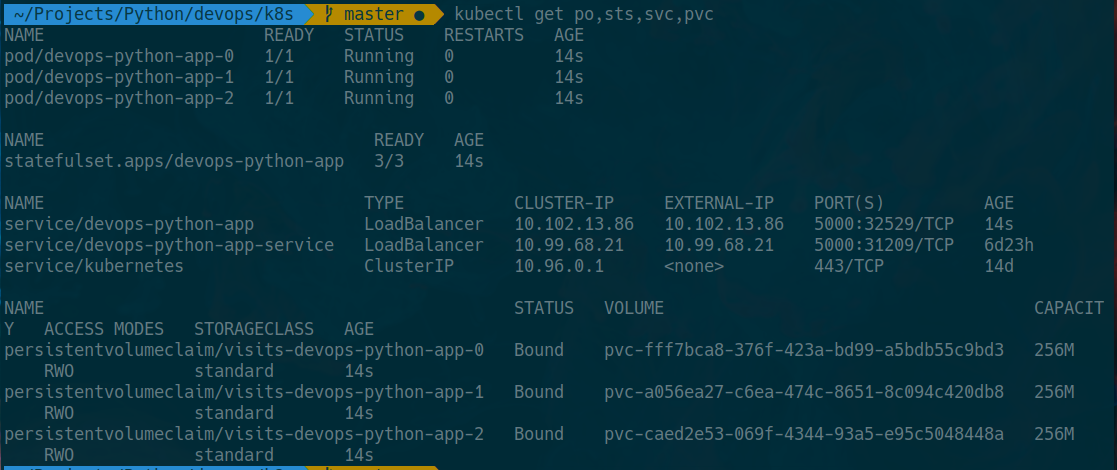 ~/Projects/Python/devops/k8s master ● kubectl get po,sts,svc,pvc
NAME READY STATUS RESTARTS AGE
pod/devops-python-app-0 1/1 Running 0 14s
pod/devops-python-app-1 1/1 Running 0 14s
pod/devops-python-app-2 1/1 Running 0 14s
NAME READY AGE
statefulset.apps/devops-python-app 3/3 14s
NAME TYPE CLUSTER-IP EXTERNAL-IP PORT(S) AGE
service/devops-python-app LoadBalancer 10.102.13.86 10.102.13.86 5000:32529/TCP 14s
service/devops-python-app-service LoadBalancer 10.99.68.21 10.99.68.21 5000:31209/TCP 6d23h
service/kubernetes ClusterIP 10.96.0.1 <none> 443/TCP 14d
NAME STATUS VOLUME CAPACIT
Y ACCESS MODES STORAGECLASS AGE
persistentvolumeclaim/visits-devops-python-app-0 Bound pvc-fff7bca8-376f-423a-bd99-a5bdb55c9bd3 256M
RWO standard 14s
persistentvolumeclaim/visits-devops-python-app-1 Bound pvc-a056ea27-c6ea-474c-8651-8c094c420db8 256M
RWO standard 14s
persistentvolumeclaim/visits-devops-python-app-2 Bound pvc-caed2e53-069f-4344-93a5-e95c5048448a 256M
RWO standard 14s